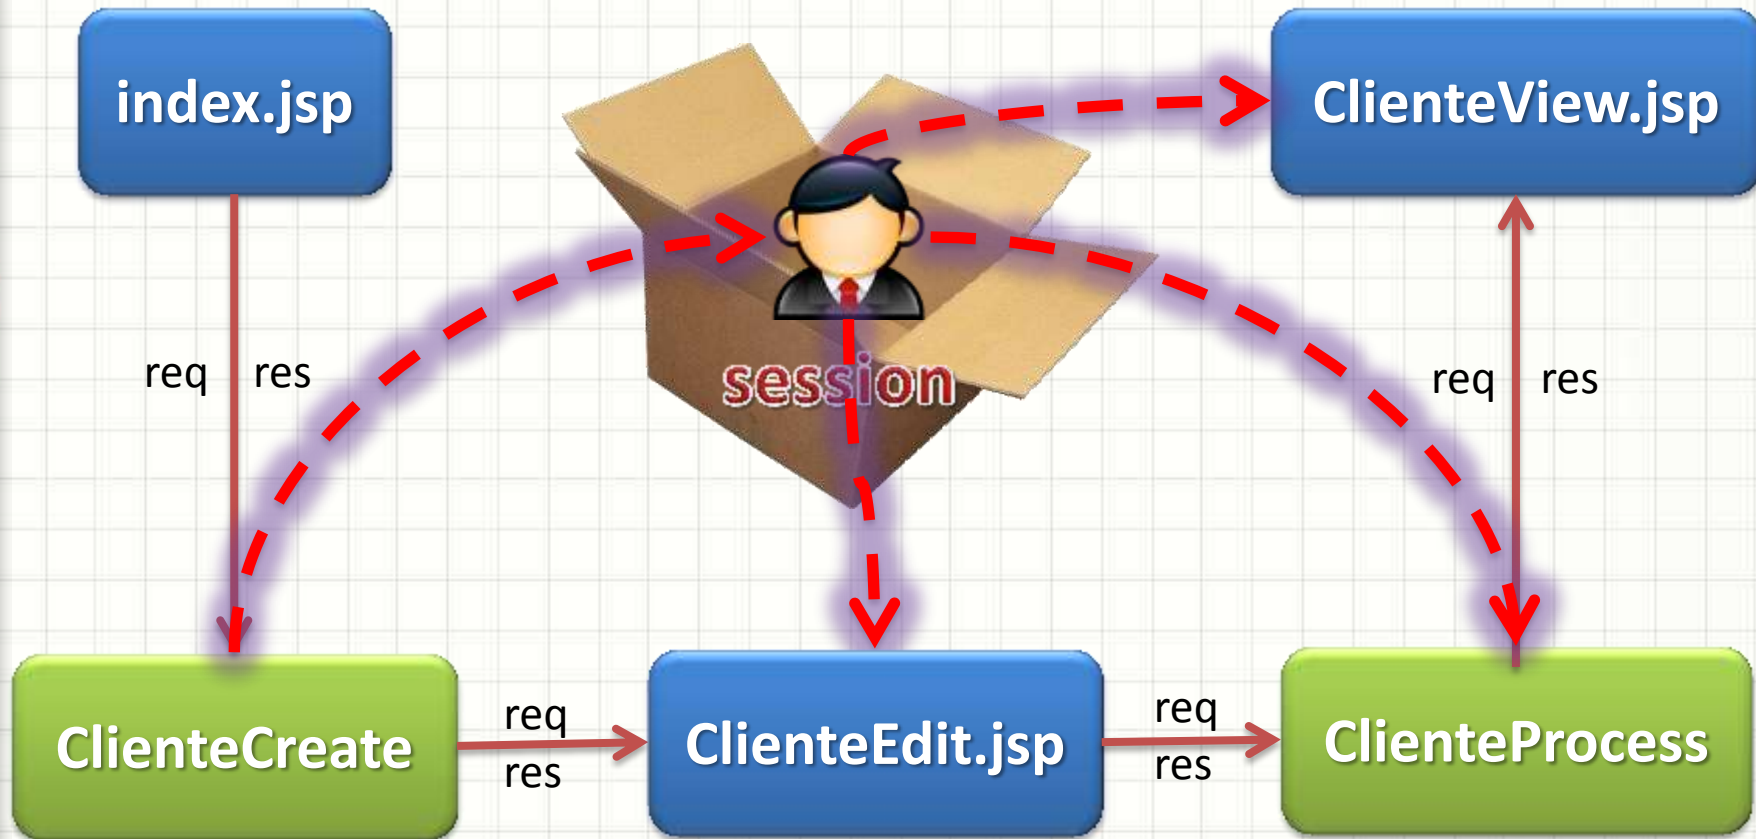 index.jsp
ClienteView.jsp
req res
session
req res
ClienteCreate
req
res
ClienteEdit.jsp
req
res
ClienteProcess